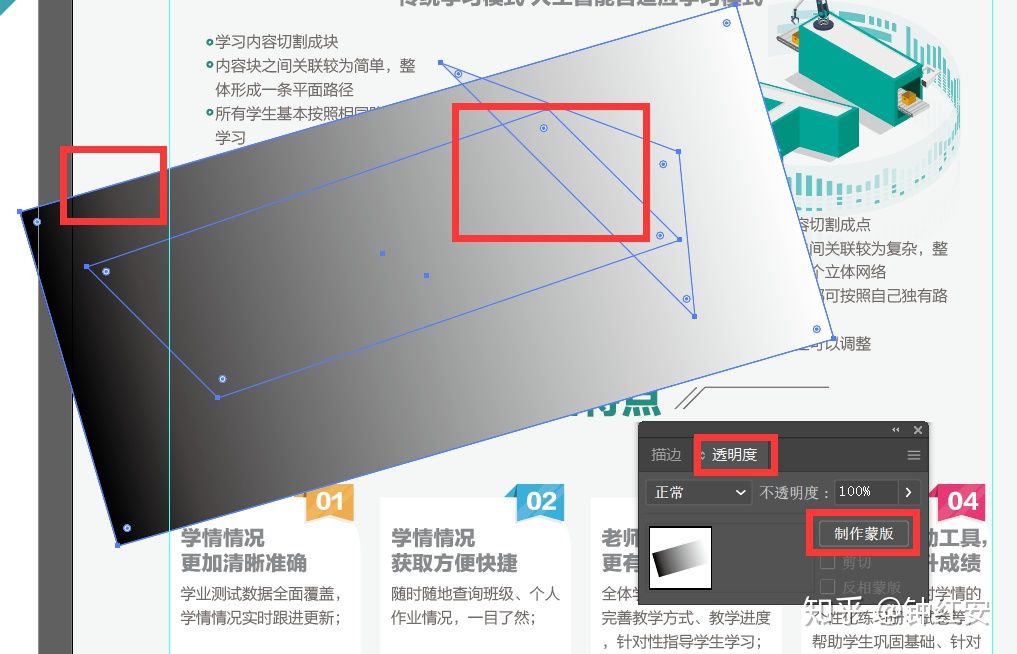 传统学习模式 人工智能自适应学习模式
学习内容切割成块
内容块之间关联较为简单，整
体形成一条平面路径
所有学生基本按照相同
学习
容切割成点
间关联较为复杂，整
个立体网络
都可按照自己独有路
可以调整
特点
描边
透明度
正常
不透明度：
100%
制作蒙版
剪切
反相蒙版
01
学情情况
更加清晰准确
学业测试数据全面覆盖，
学情情况实时跟进更新；
02
学情情况
获取方便快捷
随时随地查询班级、个人
作业情况，一目了然；
老师
更有
全体学
完善教学方式、教学进度
，针对性指导学生学习；
04
动工具，
升成绩
对学情的
帮助学生巩固基础、针对
知乎 @钟红安